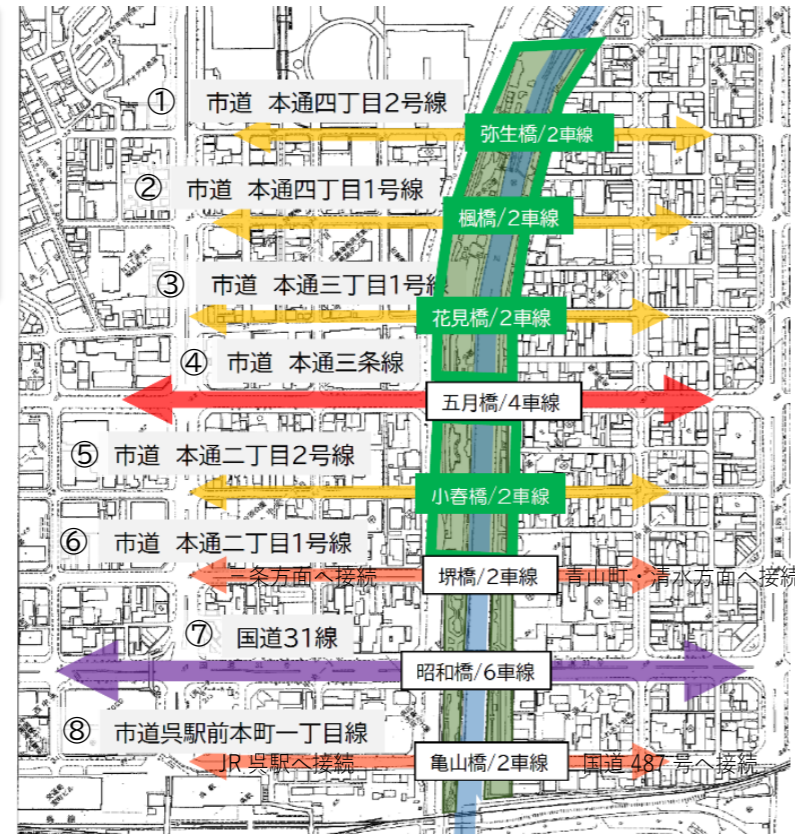 ① 市道 本通四丁目2号線
弥生橋/2車線
② 市道 本通四丁目1号線
楓橋/2車線
③ 市道 本通三丁目1号線
花見橋/2車線
④ 市道 本通三条線
五月橋/4車線
⑤ 市道 本通二丁目2号線
小春橋/2車線
⑥ 市道 本通二丁目1号線
三条方面へ接続
堺橋/2車線
青山町・清水方面へ接続
⑦ 国道31線
昭和橋/6車線
⑧ 市道呉駅前本町一丁目線
JR 呉駅へ接続
亀山橋/2車線
国道 487 号へ接続